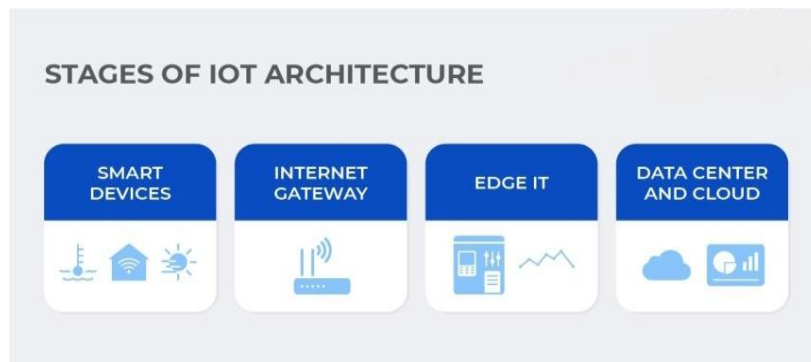 STAGES OF IOT ARCHITECTURE
SMART
DEVICES
INTERNET
GATEWAY
EDGE IT
DATA CENTER
AND CLOUD